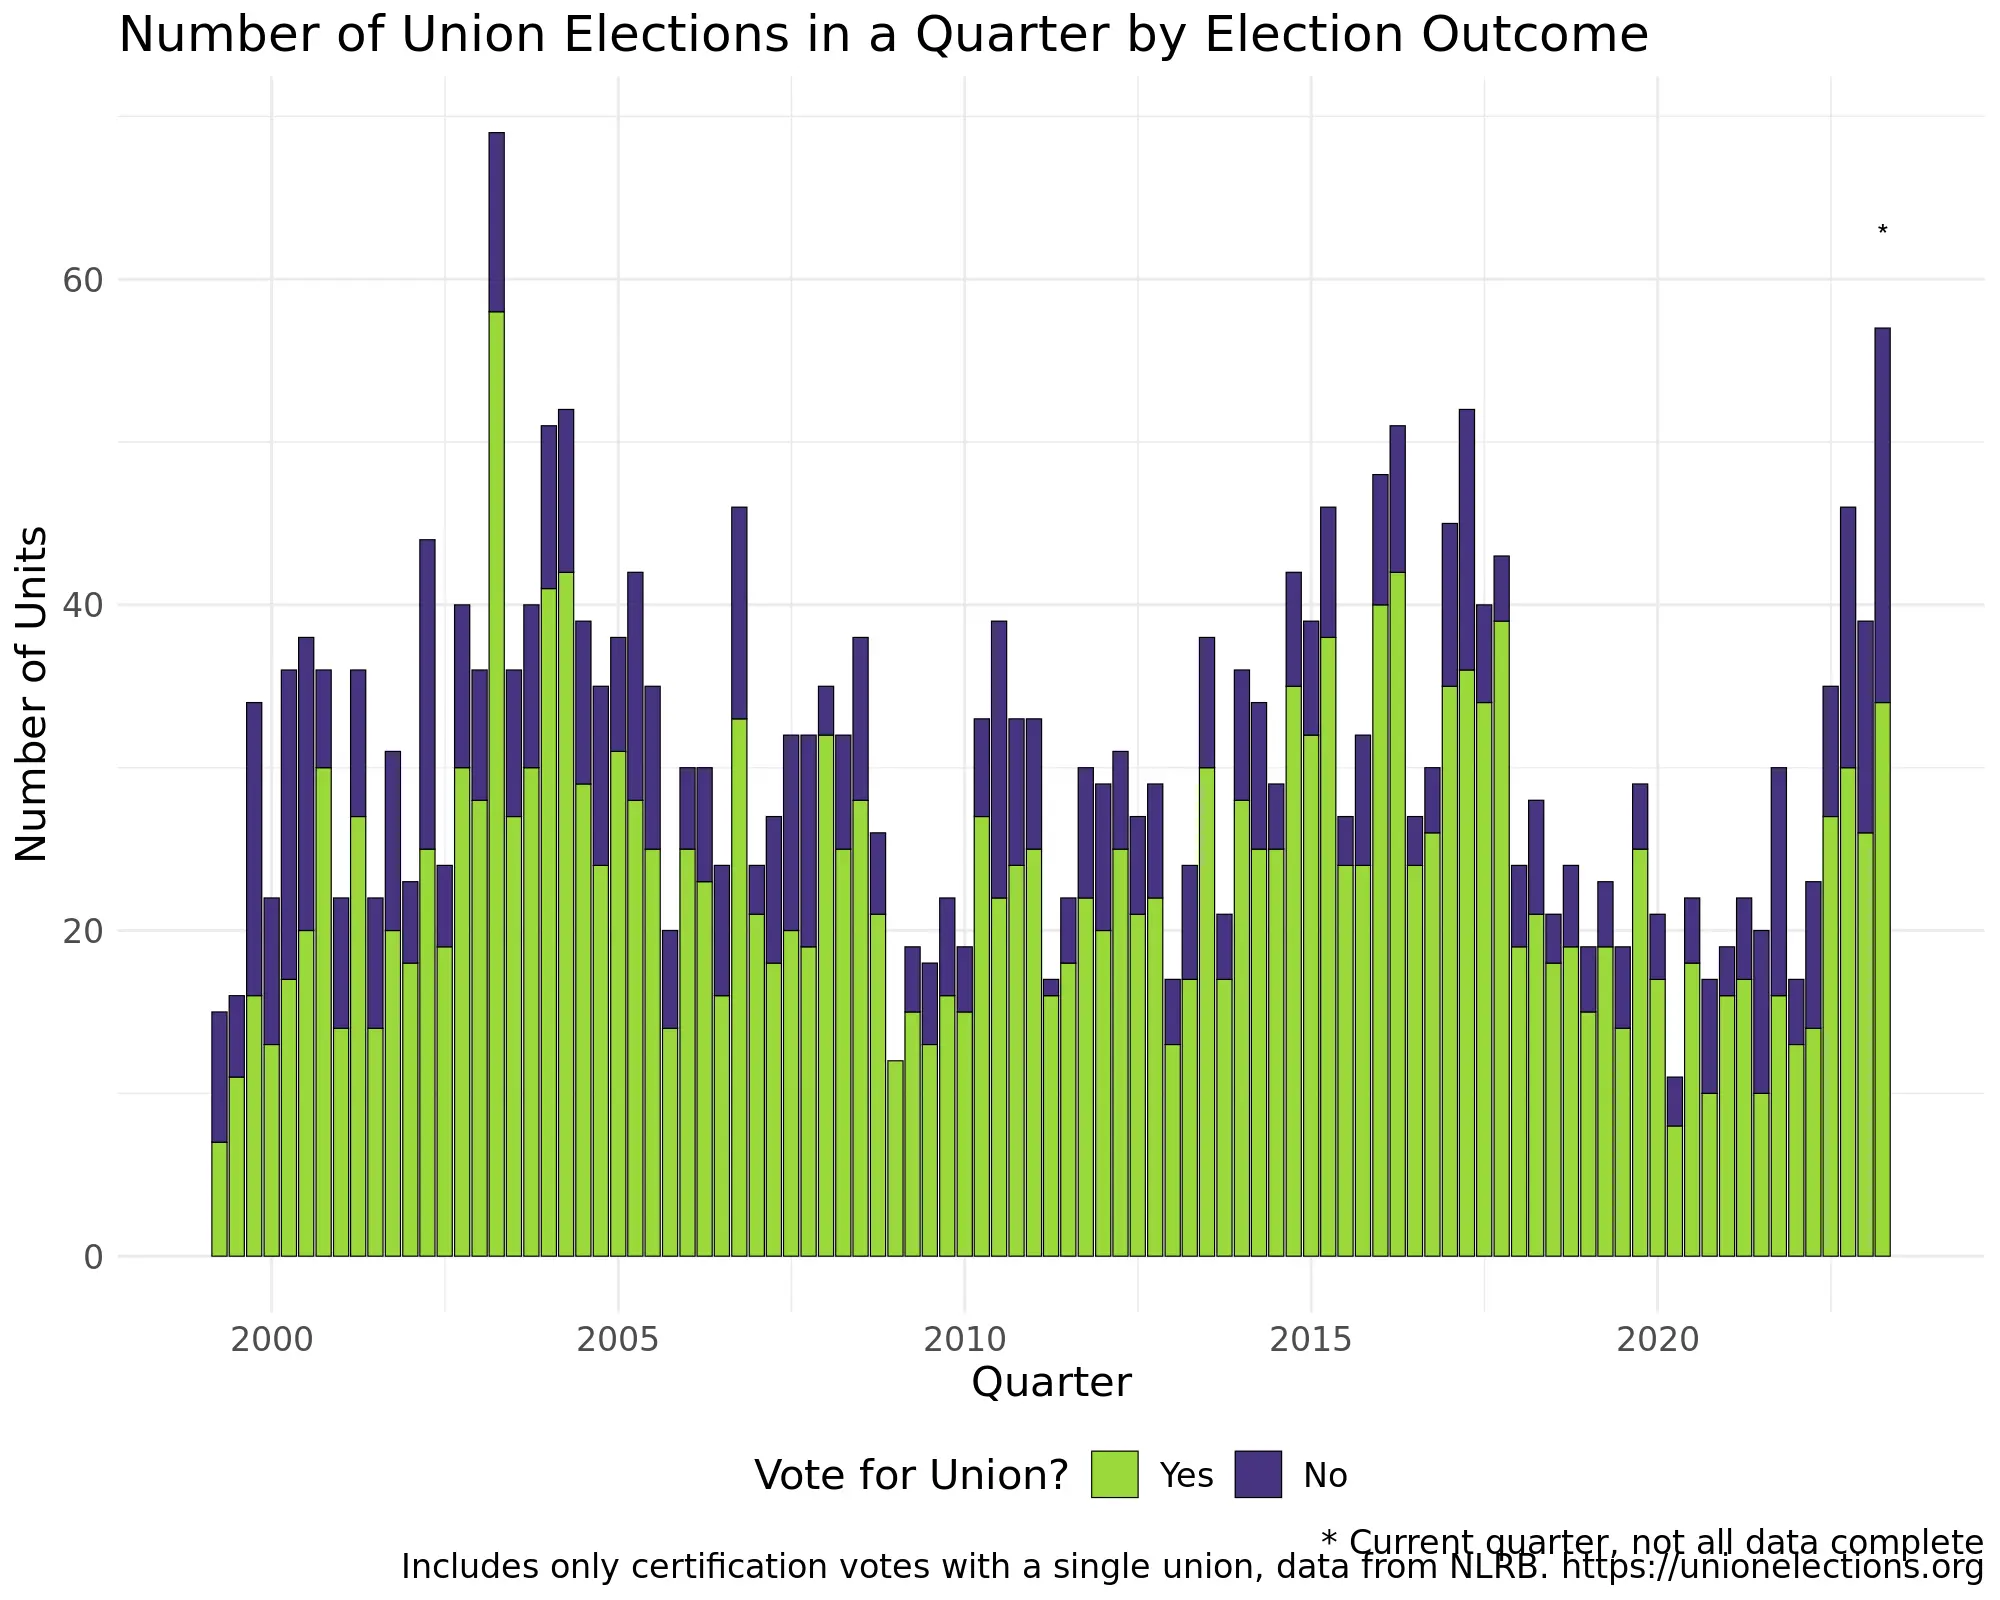 Number of Union Elections in a Quarter by Election Outcome
*
60
40
20
0
Number of Units
2000 2005 2010 2015 2020
Quarter
Vote for Union? Yes No
* Current quarter, not all data complete
Includes only certification votes with a single union, data from NLRB. https://unionelections.org